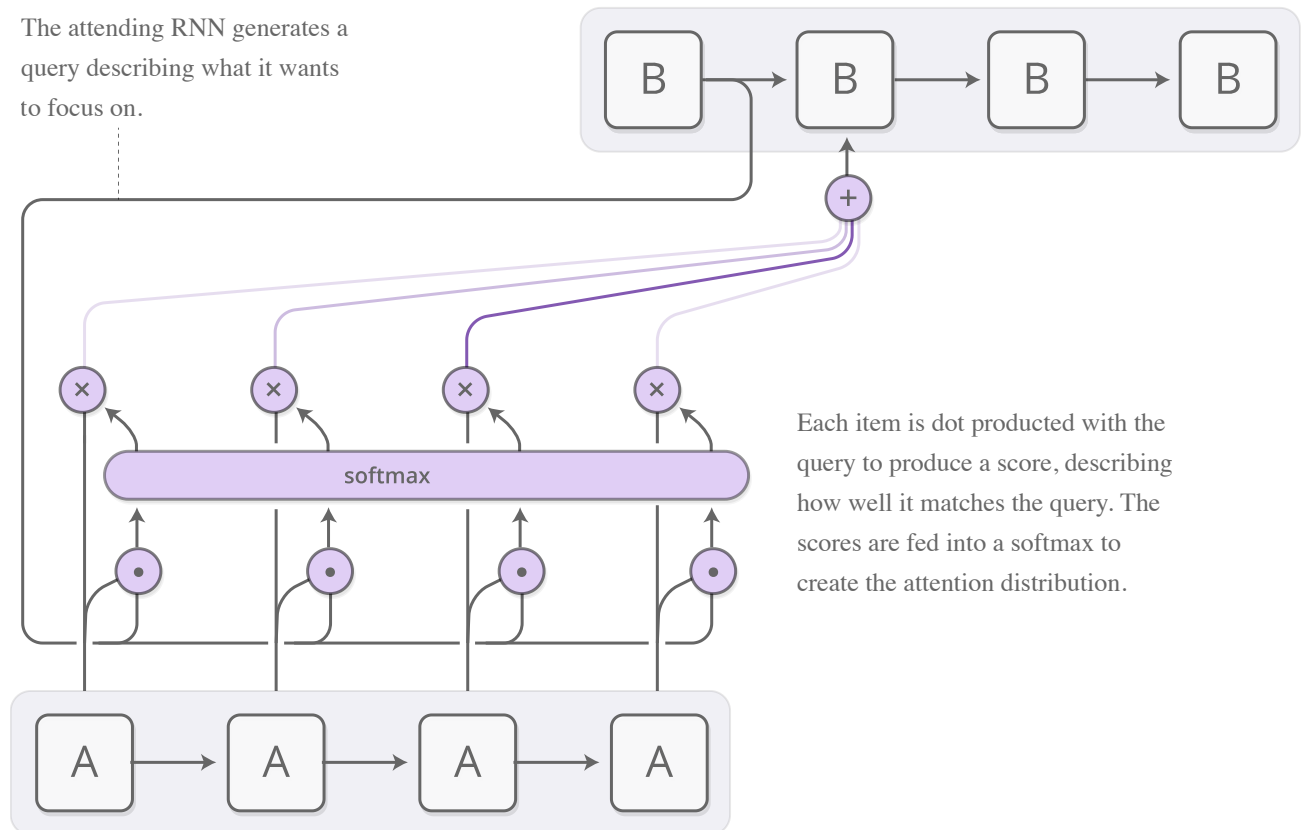 The attending RNN generates a
query describing what it wants
to focus on.
B B B B
+
× × × ×
Each item is dot producted with the
query to produce a score, describing
how well it matches the query. The
scores are fed into a softmax to
create the attention distribution.
softmax
• • • •
A A A A